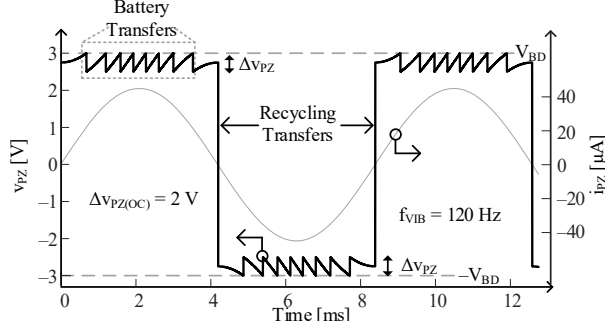 Battery
Transfers
V_BD
Δv_PZ
Recycling
Transfers
Δv_PZ(OC) = 2 V
f_VIB = 120 Hz
Δv_PZ
−V_BD
v_PZ [V]
3
2
1
0
−1
−2
−3
i_PZ [μA]
40
20
0
−20
−40
0
2
4
6
8
10
12
Time [ms]